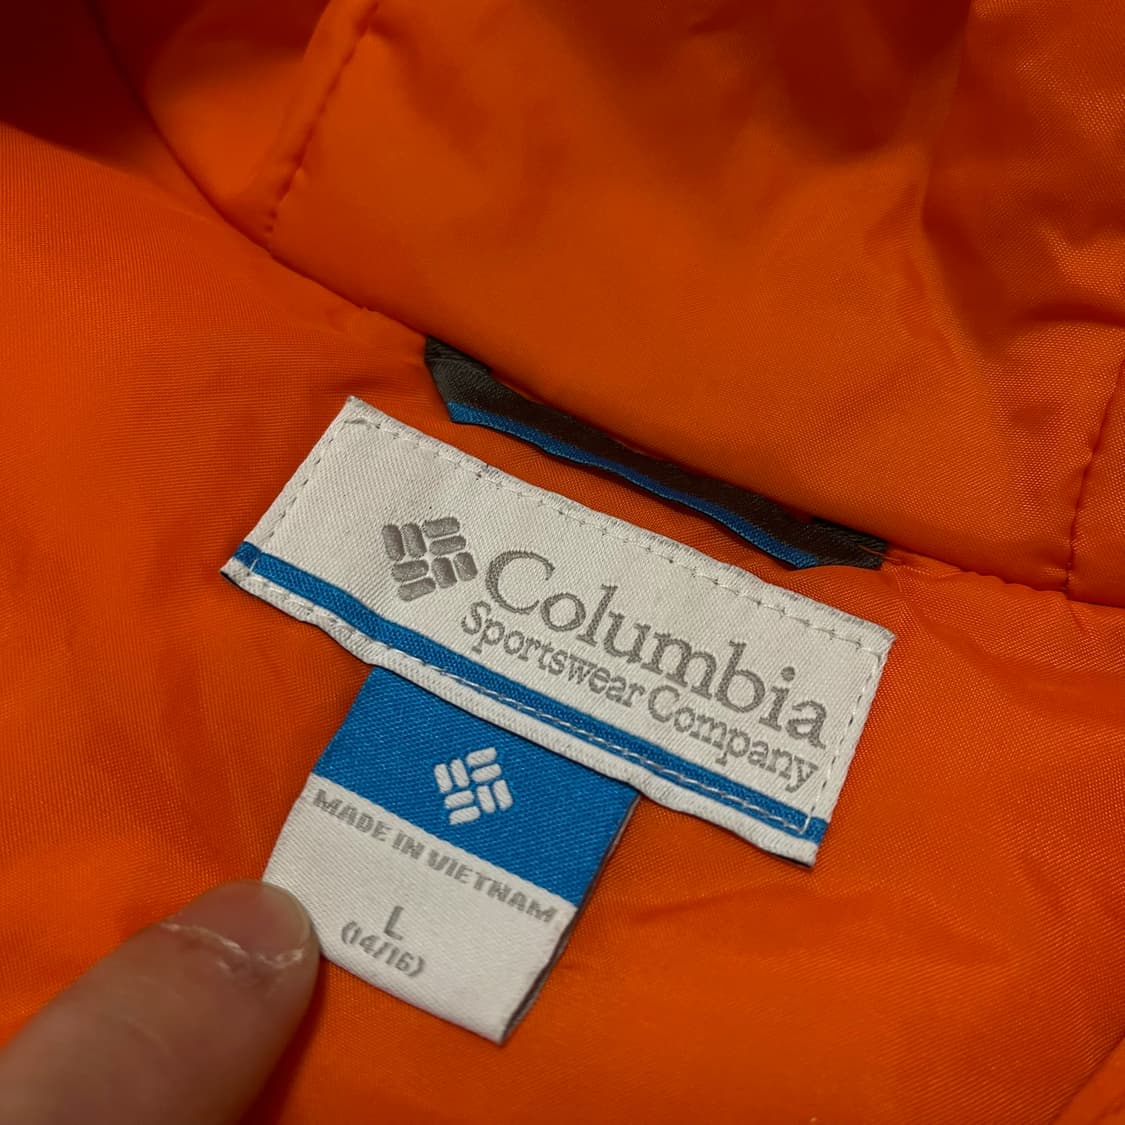 Columbia
Sportswear Company
MADE IN VIETNAM
L
(14/16)